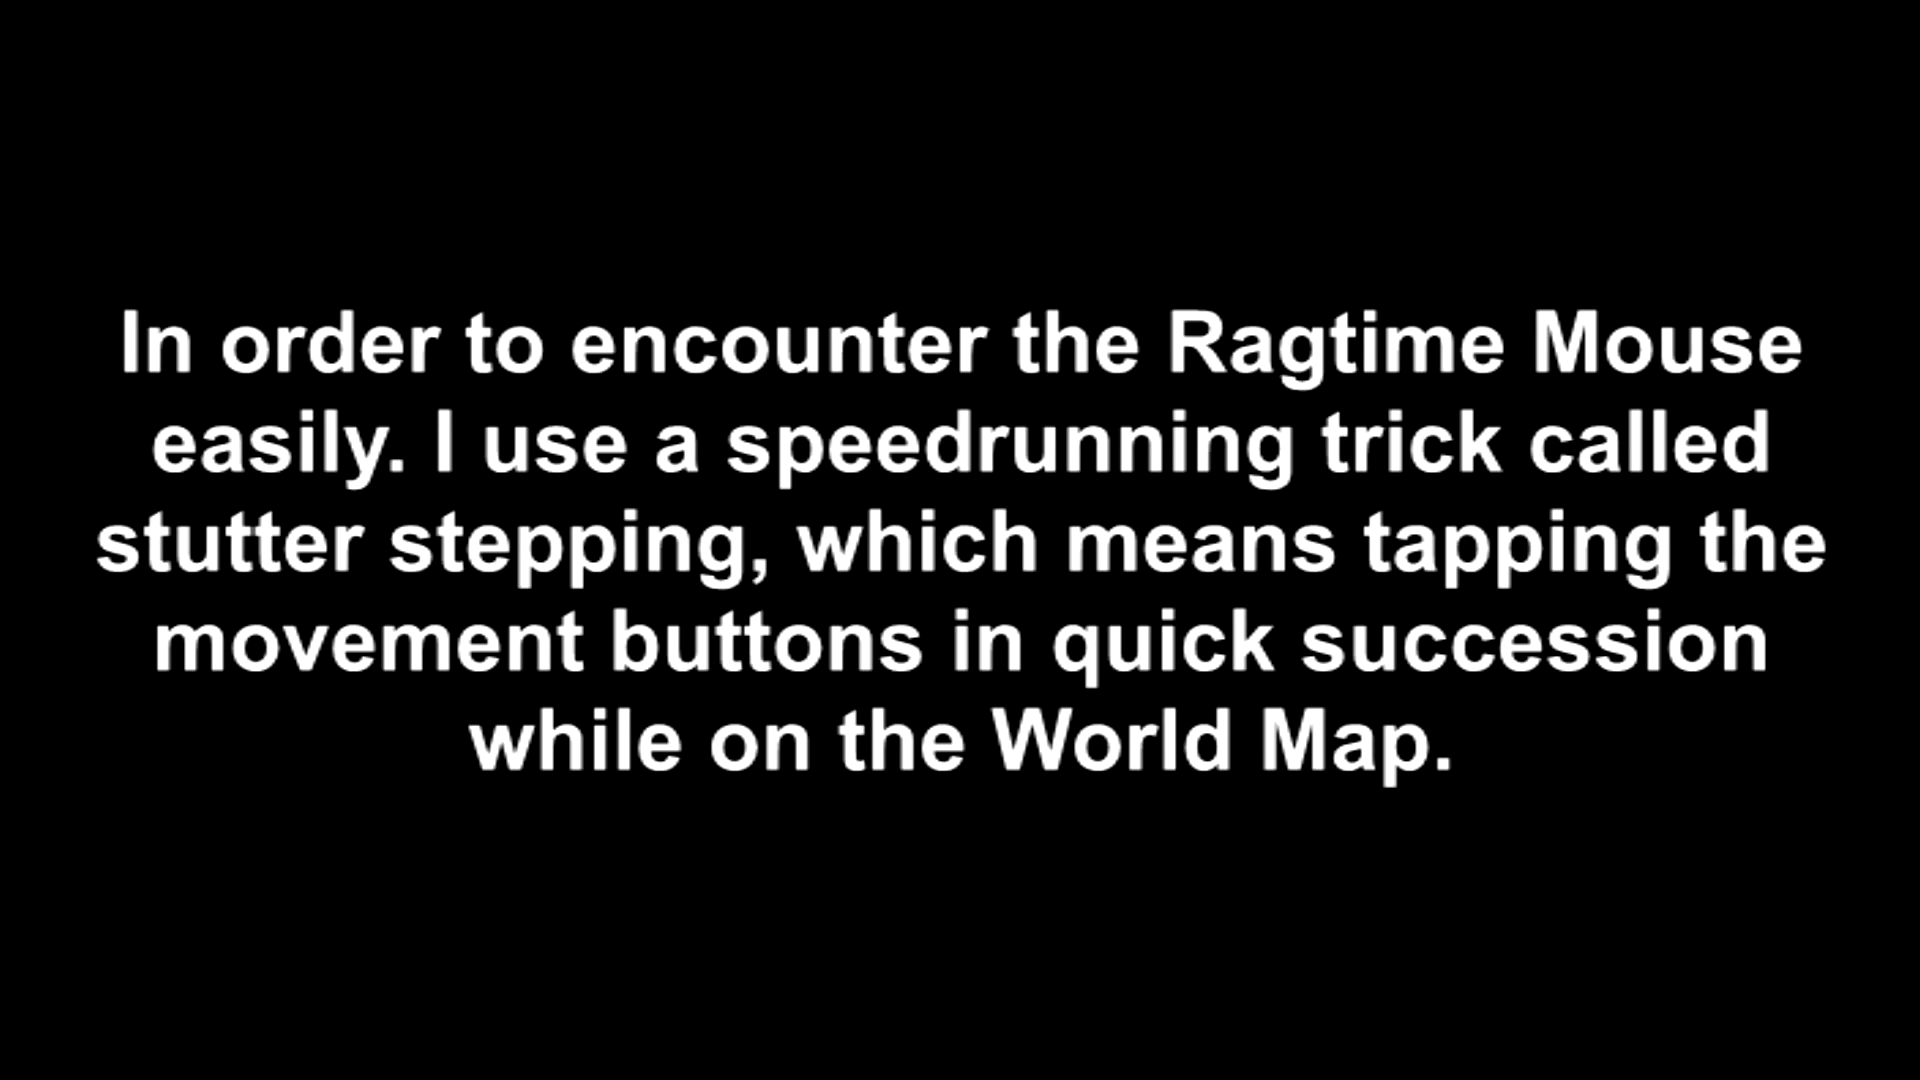 In order to encounter the Ragtime Mouse
easily. I use a speedrunning trick called
stutter stepping, which means tapping the
movement buttons in quick succession
while on the World Map.